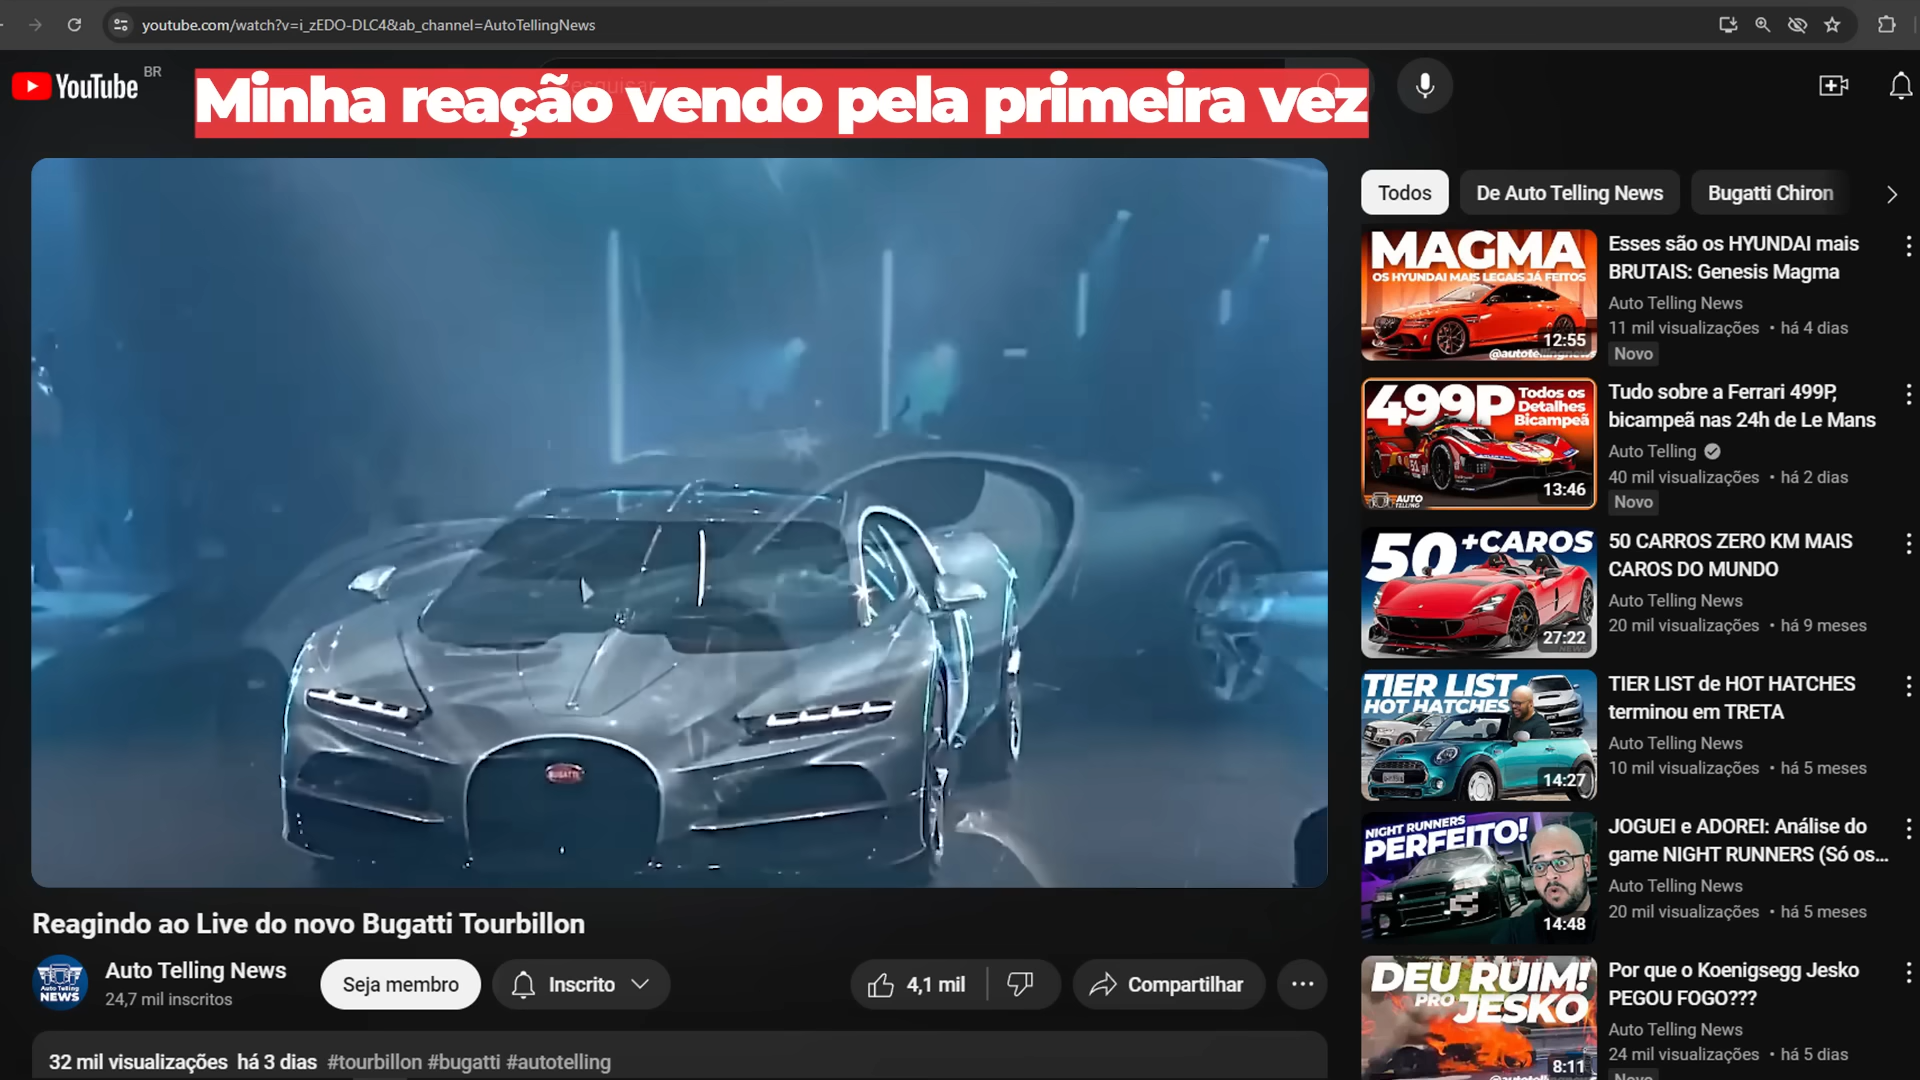 youtube.com/watch?v=i_zEDO-DLC4&ab_channel=AutoTellingNews
YouTube BR
Pesquisar
Minha reação vendo pela primeira vez
Todos
De Auto Telling News
Bugatti Chiron
BUGATTI
MAGMA
OS HYUNDAI MAIS LEGAIS JÁ FEITOS
12:55
@autotellingnews
Esses são os HYUNDAI mais
BRUTAIS: Genesis Magma
Auto Telling News
11 mil visualizações • há 4 dias
Novo
499P
Todos os
Detalhes
Bicampeã
AUTO
TELLING
13:46
Tudo sobre a Ferrari 499P,
bicampeã nas 24h de Le Mans
Auto Telling
40 mil visualizações • há 2 dias
Novo
50 +CAROS
27:22
50 CARROS ZERO KM MAIS
CAROS DO MUNDO
Auto Telling News
20 mil visualizações • há 9 meses
TIER LIST
HOT HATCHES
14:27
TIER LIST de HOT HATCHES
terminou em TRETA
Auto Telling News
10 mil visualizações • há 5 meses
NIGHT RUNNERS
PERFEITO!
14:48
JOGUEI e ADOREI: Análise do
game NIGHT RUNNERS (Só os...
Auto Telling News
20 mil visualizações • há 5 meses
DEU RUIM!
PRO JESKO
8:11
Por que o Koenigsegg Jesko
PEGOU FOGO???
Auto Telling News
24 mil visualizações • há 5 dias
Novo
Reagindo ao Live do novo Bugatti Tourbillon
Auto Telling
NEWS
Auto Telling News
24,7 mil inscritos
Seja membro
Inscrito
4,1 mil
Compartilhar
32 mil visualizações há 3 dias #tourbillon #bugatti #autotelling